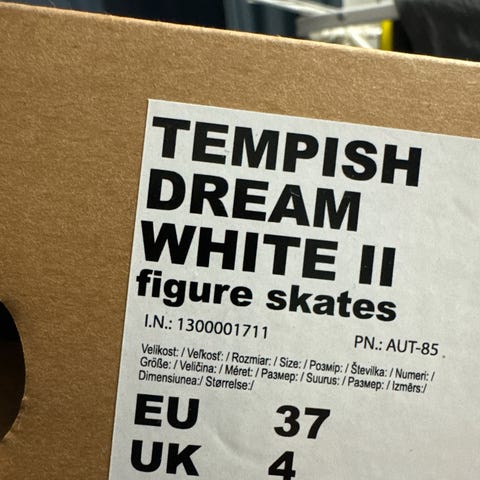 TEMPISH
DREAM
WHITE II
figure skates
I.N.: 1300001711 PN.: AUT-85
Velikost: / Veľkosť: / Rozmiar: / Size: / Розмір: / Številka: / Numeri: /
Größe: / Veličina: / Méret: / Размер: / Suurus: / Размер: / Izmērs:/
Dimensiunea:/ Størrelse:/
EU 37
UK 4